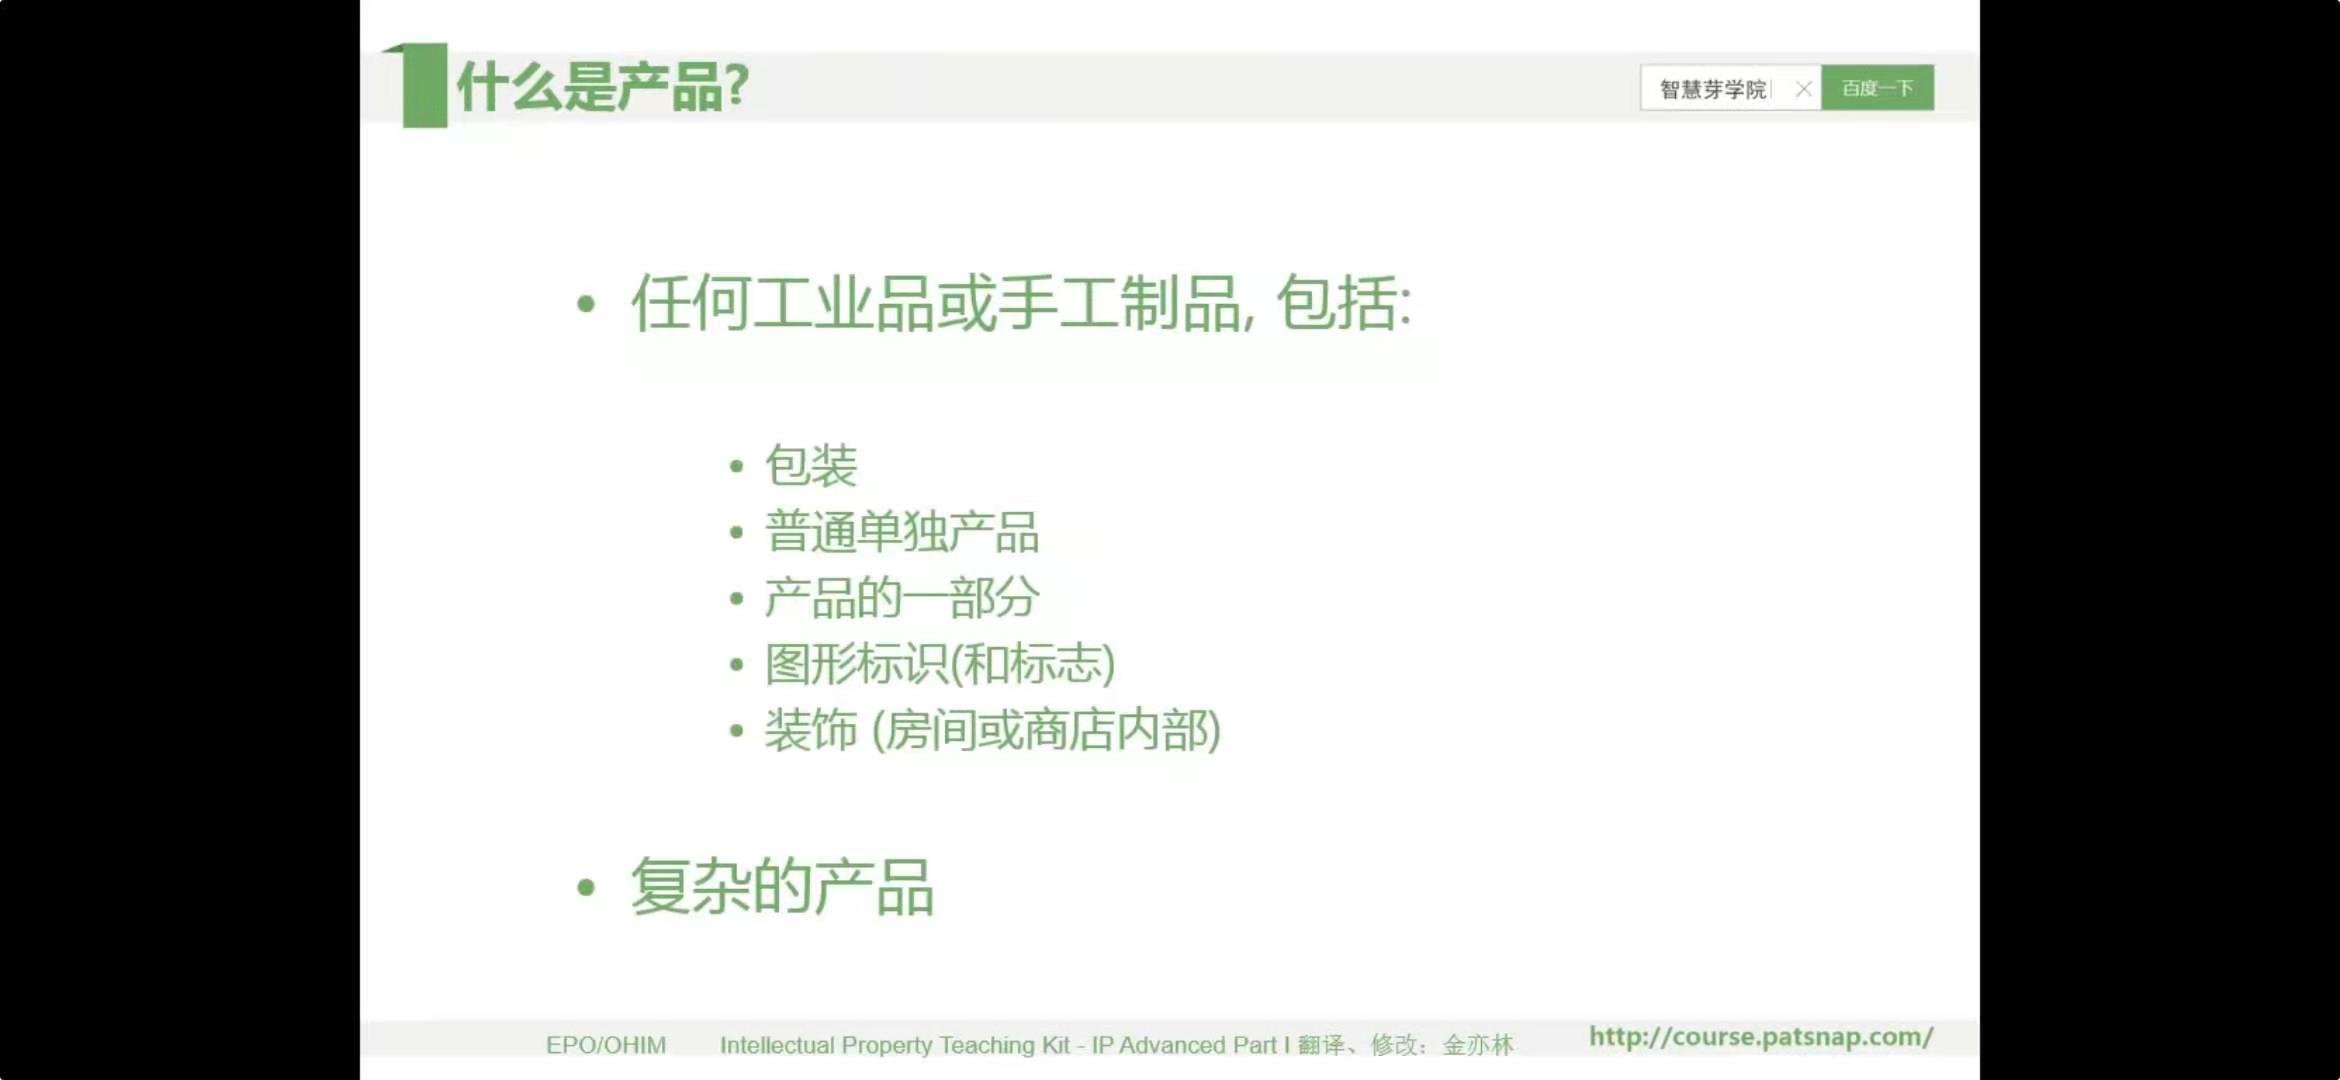 什么是产品?
智慧芽学院
百度一下
• 任何工业品或手工制品, 包括:
• 包装
• 普通单独产品
• 产品的一部分
• 图形标识(和标志)
• 装饰 (房间或商店内部)
• 复杂的产品
EPO/OHIM Intellectual Property Teaching Kit - IP Advanced Part I 翻译、修改：金亦林
http://course.patsnap.com/